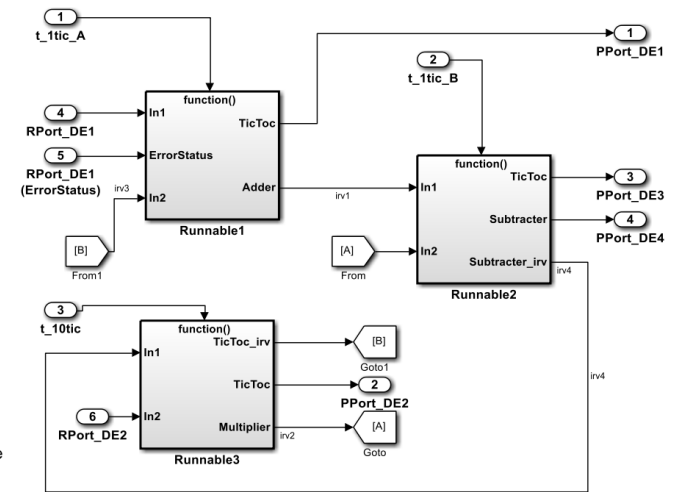 1
t_1tic_A
1
PPort_DE1
2
t_1tic_B
function()
4
In1
TicToc
RPort_DE1
5
ErrorStatus
RPort_DE1
(ErrorStatus)
irv3
In2
Adder
irv1
Runnable1
[B]
From1
function()
TicToc
3
PPort_DE3
In1
Subtracter
4
PPort_DE4
[A]
From
In2
Subtracter_irv
irv4
Runnable2
3
t_10tic
function()
TicToc_irv
[B]
Goto1
In1
TicToc
2
PPort_DE2
irv4
6
RPort_DE2
In2
Multiplier
irv2
[A]
Goto
Runnable3
e